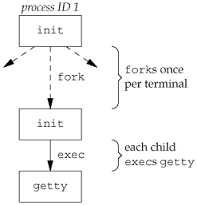 process ID 1
init
fork
forks once
per terminal
init
exec
each child
execs getty
getty